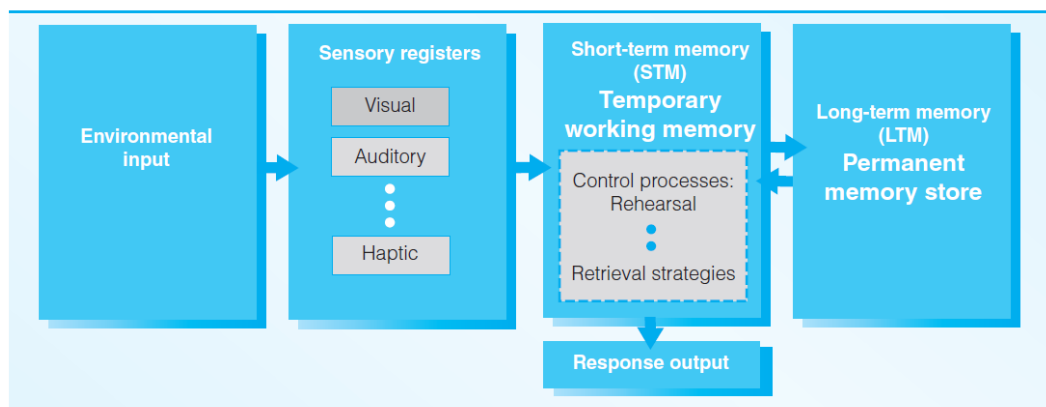 Environmental
input
Sensory registers
Visual
Auditory
Haptic
Short-term memory
(STM)
Temporary
working memory
Control processes:
Rehearsal
Retrieval strategies
Response output
Long-term memory
(LTM)
Permanent
memory store